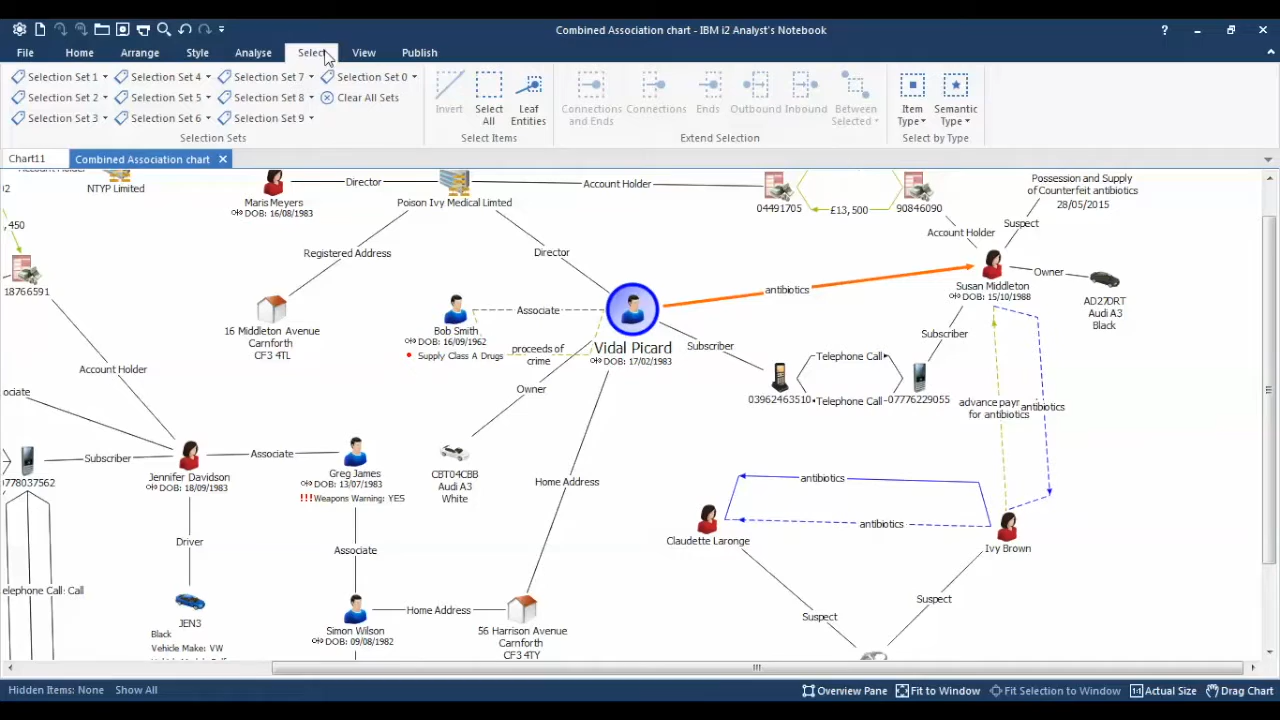 Combined Association chart - IBM i2 Analyst's Notebook
File Home Arrange Style Analyse Select View Publish
Selection Set 1 Selection Set 4 Selection Set 7 Selection Set 0
Selection Set 2 Selection Set 5 Selection Set 8 Clear All Sets
Selection Set 3 Selection Set 6 Selection Set 9
Selection Sets
Invert
Select
All
Leaf
Entities
Select Items
Connections
and Ends
Connections
Ends
Outbound
Inbound
Between
Selected
Extend Selection
Item
Type
Semantic
Type
Select by Type
Chart11
Combined Association chart
NTYP Limited
Maris Meyers
DOB: 16/08/1983
Director
Poison Ivy Medical Limted
Account Holder
04491705
£13,500
90846090
Possession and Supply
of Counterfeit antibiotics
28/05/2015
Suspect
Account Holder
,450
18766591
Registered Address
Director
antibiotics
Susan Middleton
DOB: 15/10/1988
Owner
AD27DRT
Audi A3
Black
16 Middleton Avenue
Carnforth
CF3 4TL
Bob Smith
DOB: 16/09/1962
Supply Class A Drugs
Associate
proceeds of
crime
Vidal Picard
DOB: 17/02/1983
Subscriber
Subscriber
Telephone Call
03962463510
Telephone Call
07776229055
Account Holder
ociate
Owner
advance payr
for antibiotics
antibiotics
Subscriber
0778037562
Jennifer Davidson
DOB: 18/09/1983
Associate
Greg James
DOB: 13/07/1983
!!!Weapons Warning: YES
CBT04CBB
Audi A3
White
Home Address
antibiotics
antibiotics
Claudette Laronge
Ivy Brown
Driver
Associate
elephone Call: Call
JEN3
Black
Vehicle Make: VW
Simon Wilson
DOB: 09/08/1982
Home Address
56 Harrison Avenue
Carnforth
CF3 4TY
Suspect
Suspect
Hidden Items: None Show All
Overview Pane Fit to Window Fit Selection to Window Actual Size Drag Chart